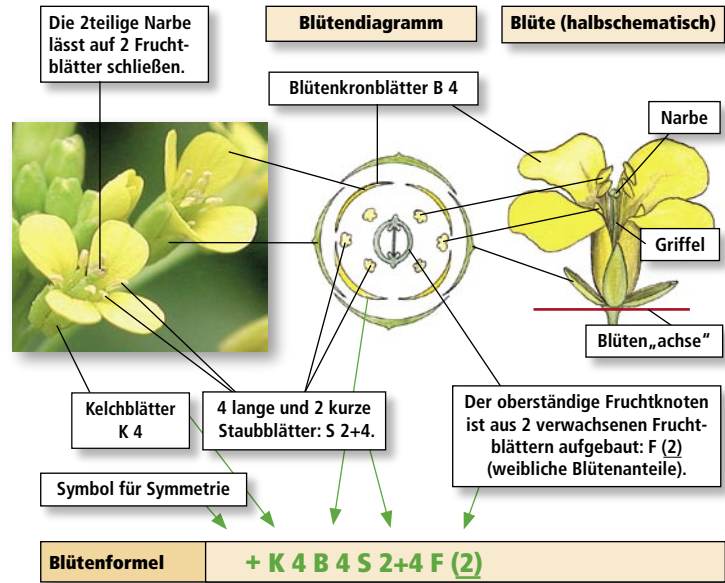 Die 2teilige Narbe
lässt auf 2 Frucht-
blätter schließen.
Blütendiagramm
Blüte (halbschematisch)
Blütenkronblätter B 4
Narbe
Griffel
Blüten„achse“
Kelchblätter
K 4
4 lange und 2 kurze
Staubblätter: S 2+4.
Der oberständige Fruchtknoten
ist aus 2 verwachsenen Frucht-
blättern aufgebaut: F (2)
(weibliche Blütenanteile).
Symbol für Symmetrie
Blütenformel
+ K 4 B 4 S 2+4 F (2)